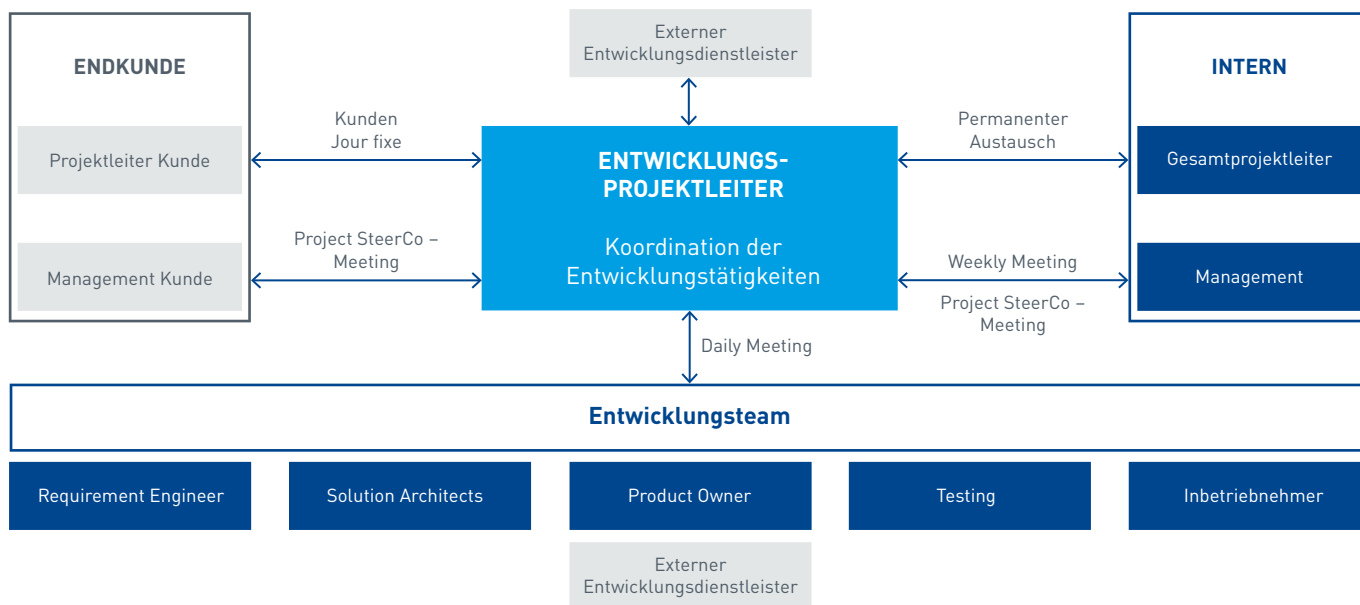 Externer
Entwicklungsdienstleister
ENDKUNDE
INTERN
Kunden
Jour fixe
Permanenter
Austausch
Projektleiter Kunde
ENTWICKLUNGS-
PROJEKTLEITER
Gesamtprojektleiter
Project SteerCo –
Meeting
Koordination der
Entwicklungstätigkeiten
Weekly Meeting
Management Kunde
Management
Project SteerCo –
Meeting
Daily Meeting
Entwicklungsteam
Requirement Engineer
Solution Architects
Product Owner
Testing
Inbetriebnehmer
Externer
Entwicklungsdienstleister